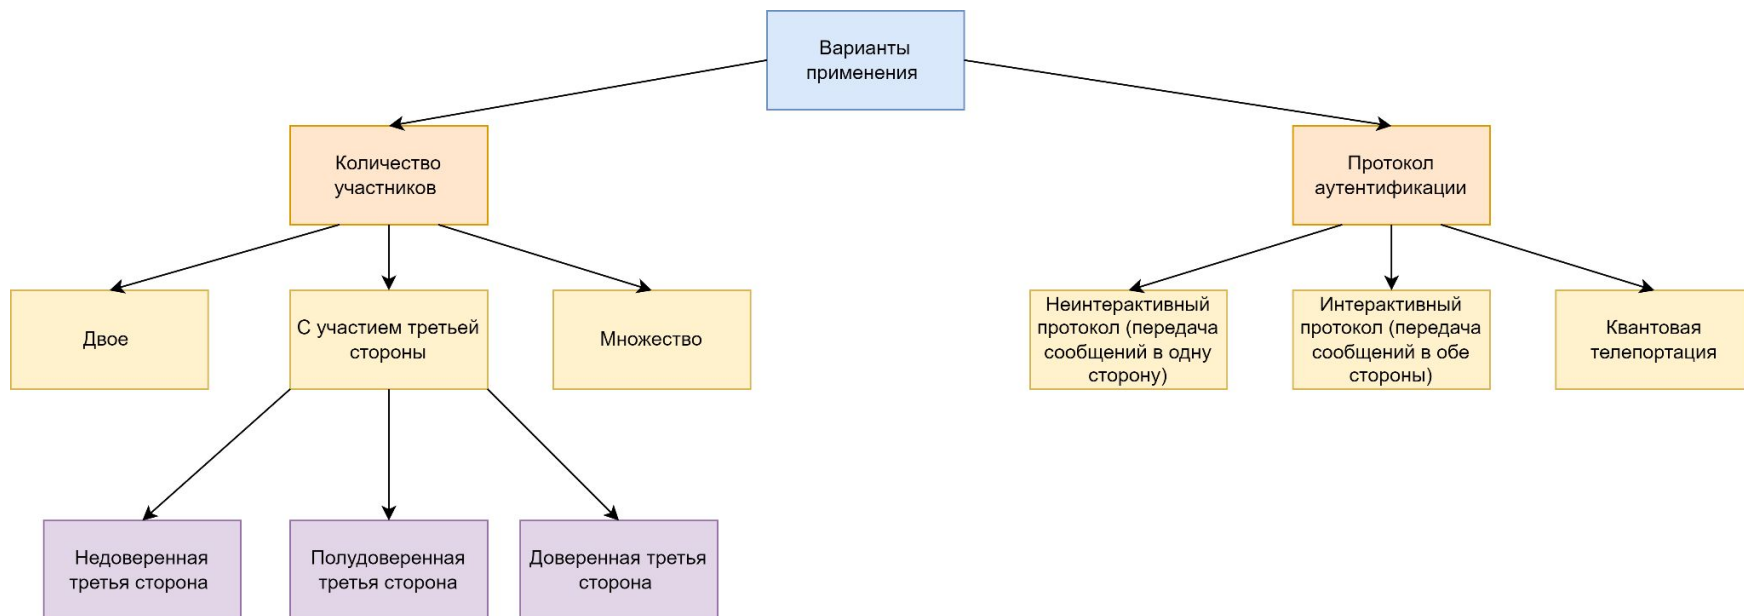 Варианты
применения
Количество
участников
Протокол
аутентификации
Двое
С участием третьей
стороны
Множество
Неинтерактивный
протокол (передача
сообщений в одну
сторону)
Интерактивный
протокол (передача
сообщений в обе
стороны)
Квантовая
телепортация
Недоверенная
третья сторона
Полудоверенная
третья сторона
Доверенная третья
сторона